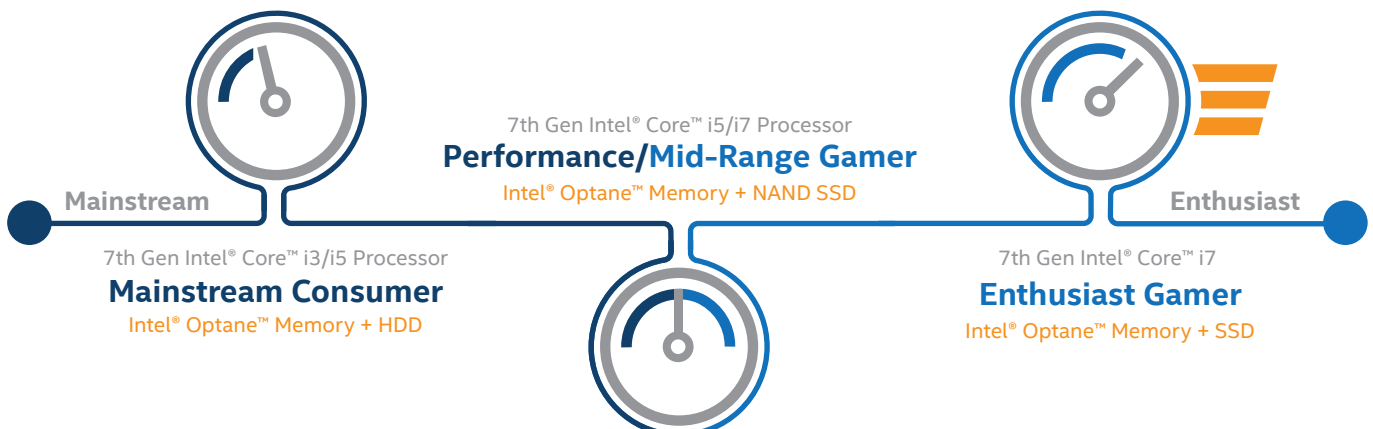 Mainstream
7th Gen Intel® Core™ i3/i5 Processor
Mainstream Consumer
Intel® Optane™ Memory + HDD
7th Gen Intel® Core™ i5/i7 Processor
Performance/Mid-Range Gamer
Intel® Optane™ Memory + NAND SSD
Enthusiast
7th Gen Intel® Core™ i7
Enthusiast Gamer
Intel® Optane™ Memory + SSD